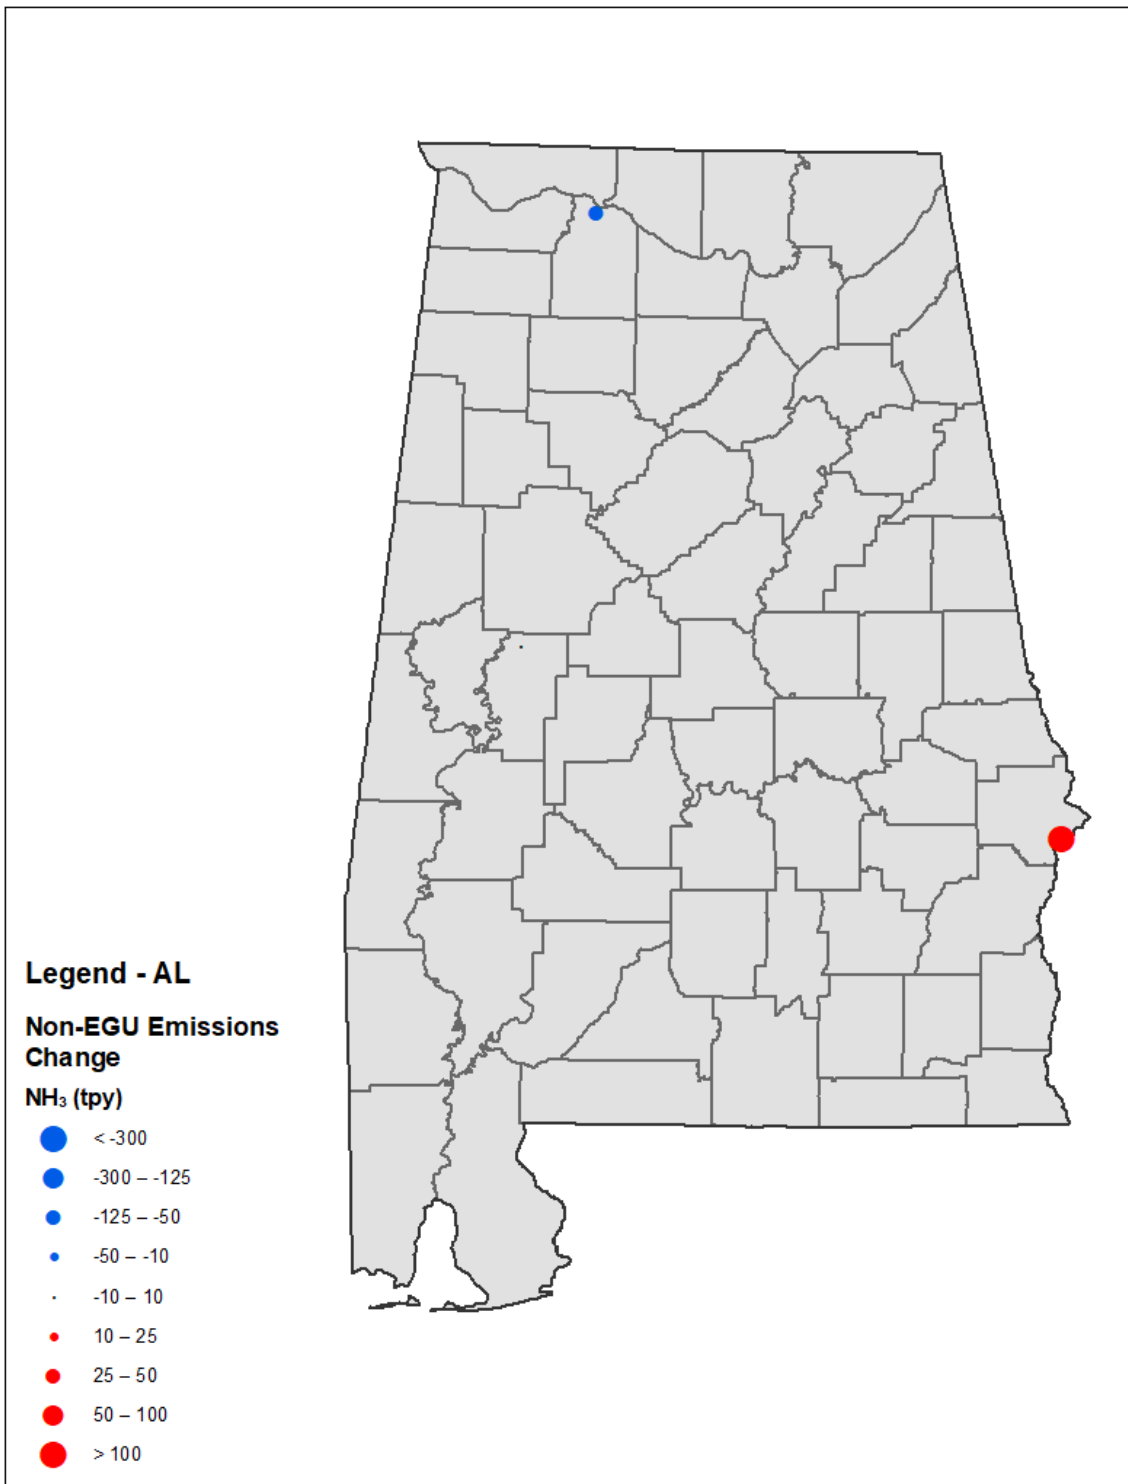 Legend - AL
Non-EGU Emissions
Change
NH₃ (tpy)
< -300
-300 – -125
-125 – -50
-50 – -10
-10 – 10
10 – 25
25 – 50
50 – 100
> 100